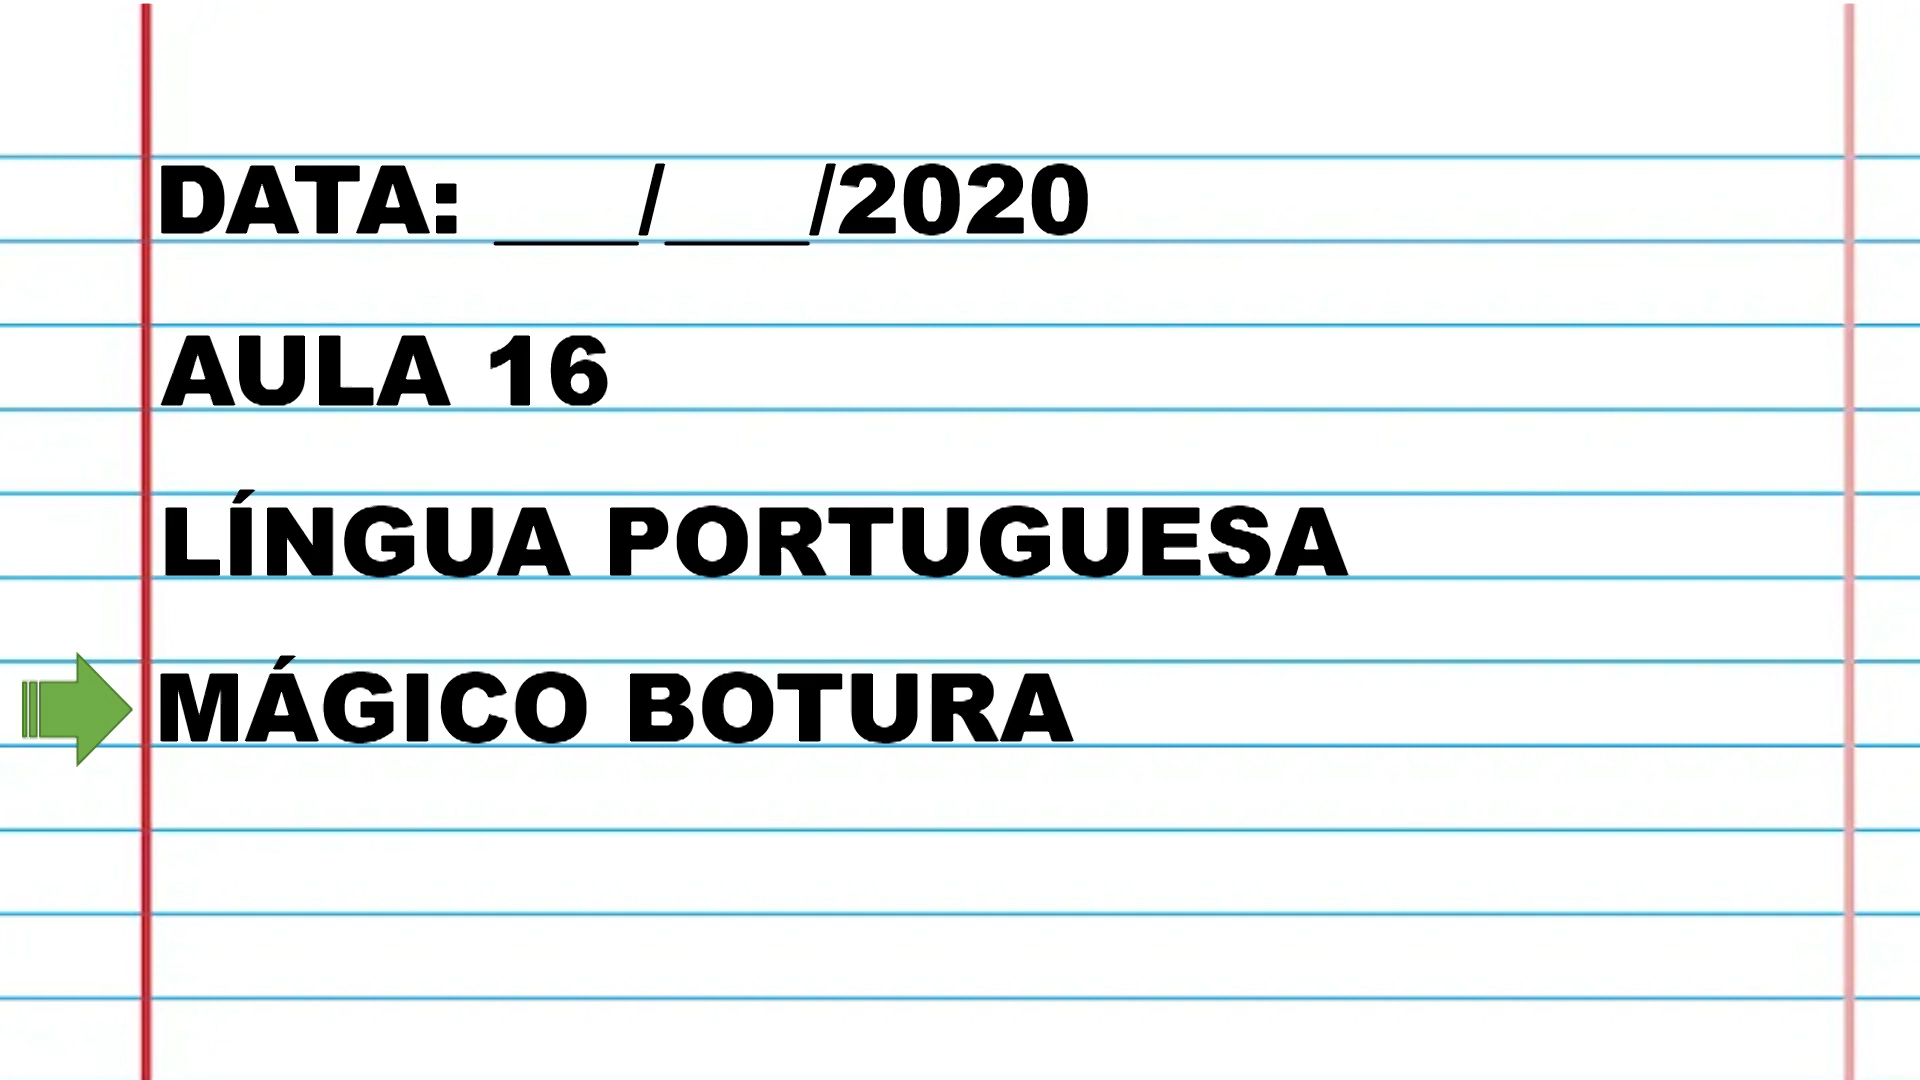 DATA: ___/___/2020
AULA 16
LÍNGUA PORTUGUESA
MÁGICO BOTURA